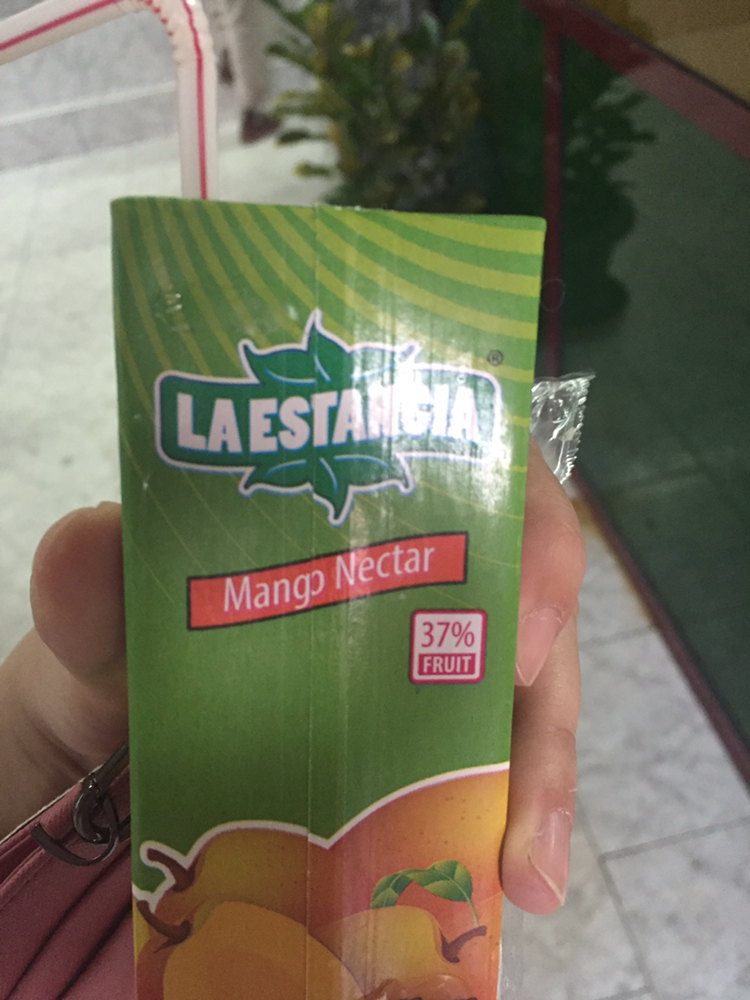 LA ESTANCIA ®
Mango Nectar
37%
FRUIT